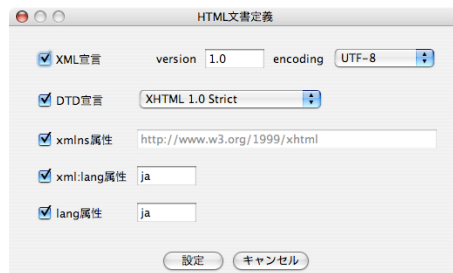 HTML文書定義
XML宣言 version 1.0 encoding UTF-8
DTD宣言 XHTML 1.0 Strict
xmlns属性 http://www.w3.org/1999/xhtml
xml:lang属性 ja
lang属性 ja
設定 キャンセル